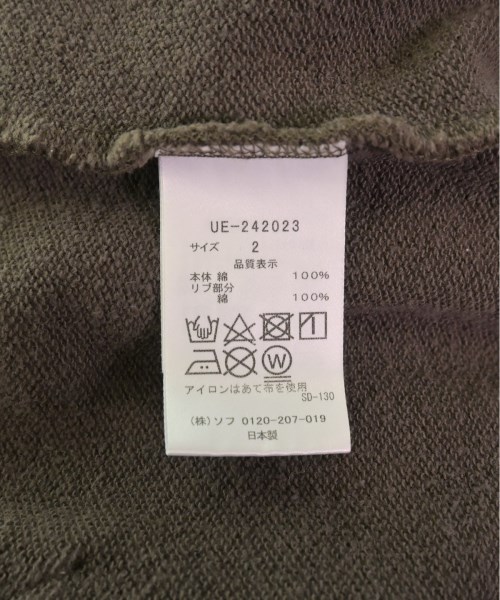 UE-242023
サイズ 2
品質表示
本体 綿 100%
リブ部分
綿 100%
W
アイロンはあて布を使用
SD-130
(株)ソフ 0120-207-019
日本製